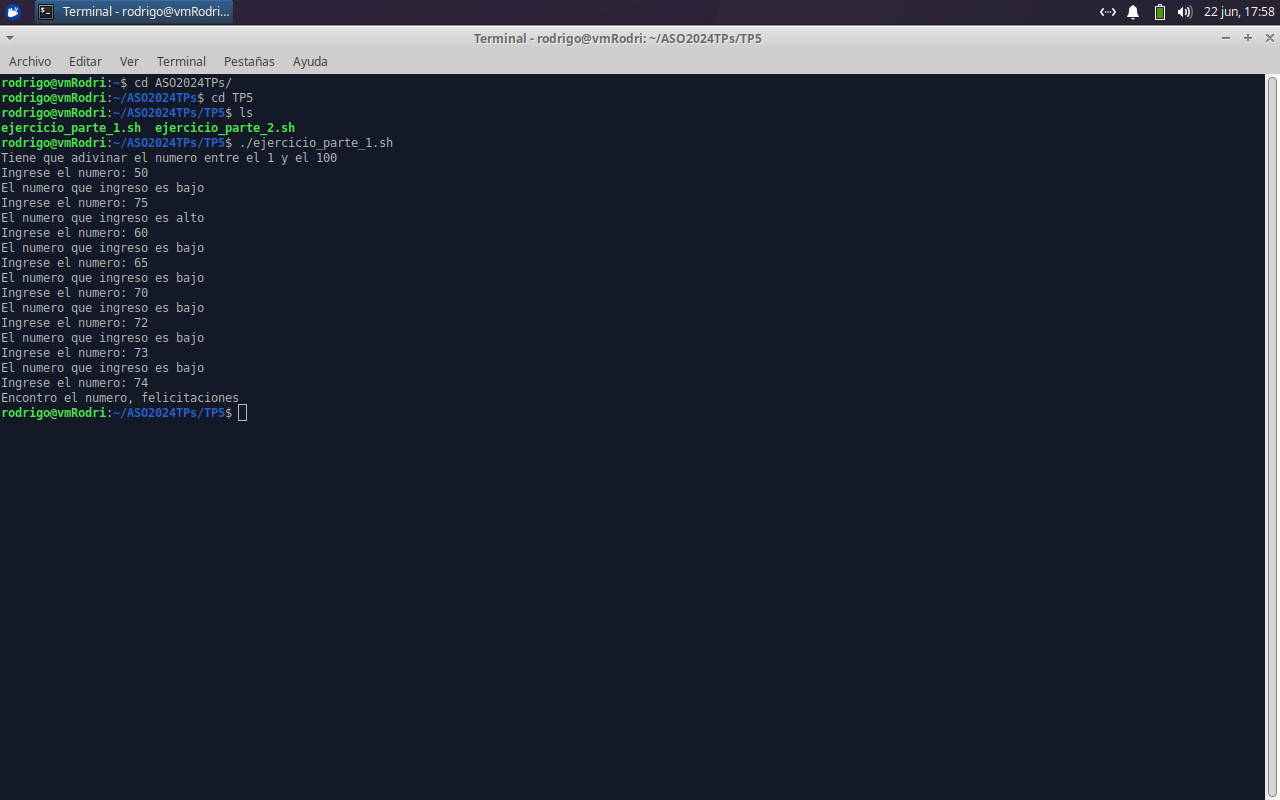 Terminal - rodrigo@vmRodri...
22 jun, 17:58
Terminal - rodrigo@vmRodri: ~/ASO2024TPs/TP5
Archivo Editar Ver Terminal Pestañas Ayuda
rodrigo@vmRodri:~$ cd ASO2024TPs/
rodrigo@vmRodri:~/ASO2024TPs$ cd TP5
rodrigo@vmRodri:~/ASO2024TPs/TP5$ ls
ejercicio_parte_1.sh  ejercicio_parte_2.sh
rodrigo@vmRodri:~/ASO2024TPs/TP5$ ./ejercicio_parte_1.sh
Tiene que adivinar el numero entre el 1 y el 100
Ingrese el numero: 50
El numero que ingreso es bajo
Ingrese el numero: 75
El numero que ingreso es alto
Ingrese el numero: 60
El numero que ingreso es bajo
Ingrese el numero: 65
El numero que ingreso es bajo
Ingrese el numero: 70
El numero que ingreso es bajo
Ingrese el numero: 72
El numero que ingreso es bajo
Ingrese el numero: 73
El numero que ingreso es bajo
Ingrese el numero: 74
Encontro el numero, felicitaciones
rodrigo@vmRodri:~/ASO2024TPs/TP5$